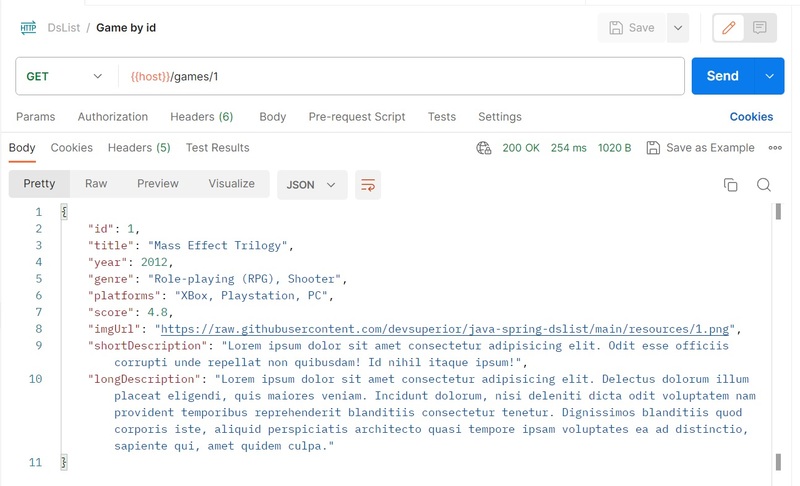 HTTP DsList / Game by id Save
GET {{host}}/games/1 Send
Params Authorization Headers (6) Body Pre-request Script Tests Settings Cookies
Body Cookies Headers (5) Test Results 200 OK 254 ms 1020 B Save as Example
Pretty Raw Preview Visualize JSON
1 {
2 "id": 1,
3 "title": "Mass Effect Trilogy",
4 "year": 2012,
5 "genre": "Role-playing (RPG), Shooter",
6 "platforms": "XBox, Playstation, PC",
7 "score": 4.8,
8 "imgUrl": "https://raw.githubusercontent.com/devsuperior/java-spring-dslist/main/resources/1.png",
9 "shortDescription": "Lorem ipsum dolor sit amet consectetur adipisicing elit. Odit esse officiis
corrupti unde repellat non quibusdam! Id nihil itaque ipsum!",
10 "longDescription": "Lorem ipsum dolor sit amet consectetur adipisicing elit. Delectus dolorum illum
placeat eligendi, quis maiores veniam. Incidunt dolorum, nisi deleniti dicta odit voluptatem nam
provident temporibus reprehenderit blanditiis consectetur tenetur. Dignissimos blanditiis quod
corporis iste, aliquid perspiciatis architecto quasi tempore ipsam voluptates ea ad distinctio,
sapiente qui, amet quidem culpa."
11 }